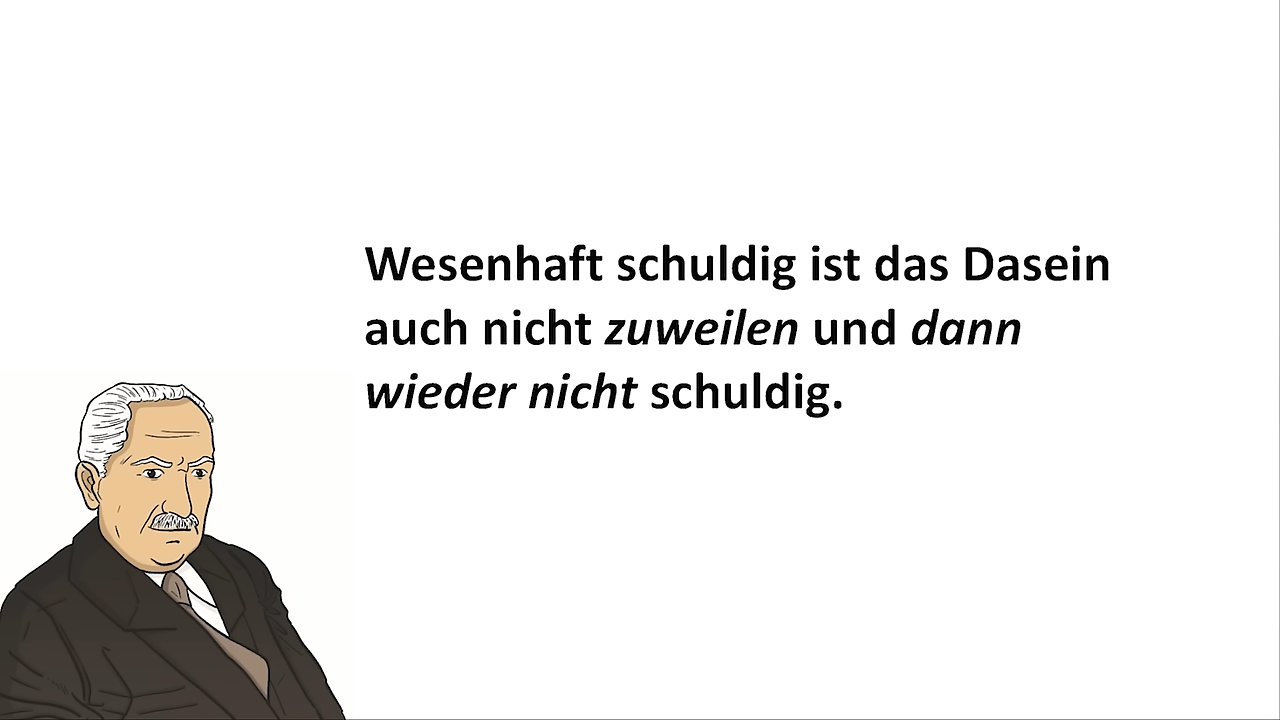 Wesenhaft schuldig ist das Dasein
auch nicht zuweilen und dann
wieder nicht schuldig.